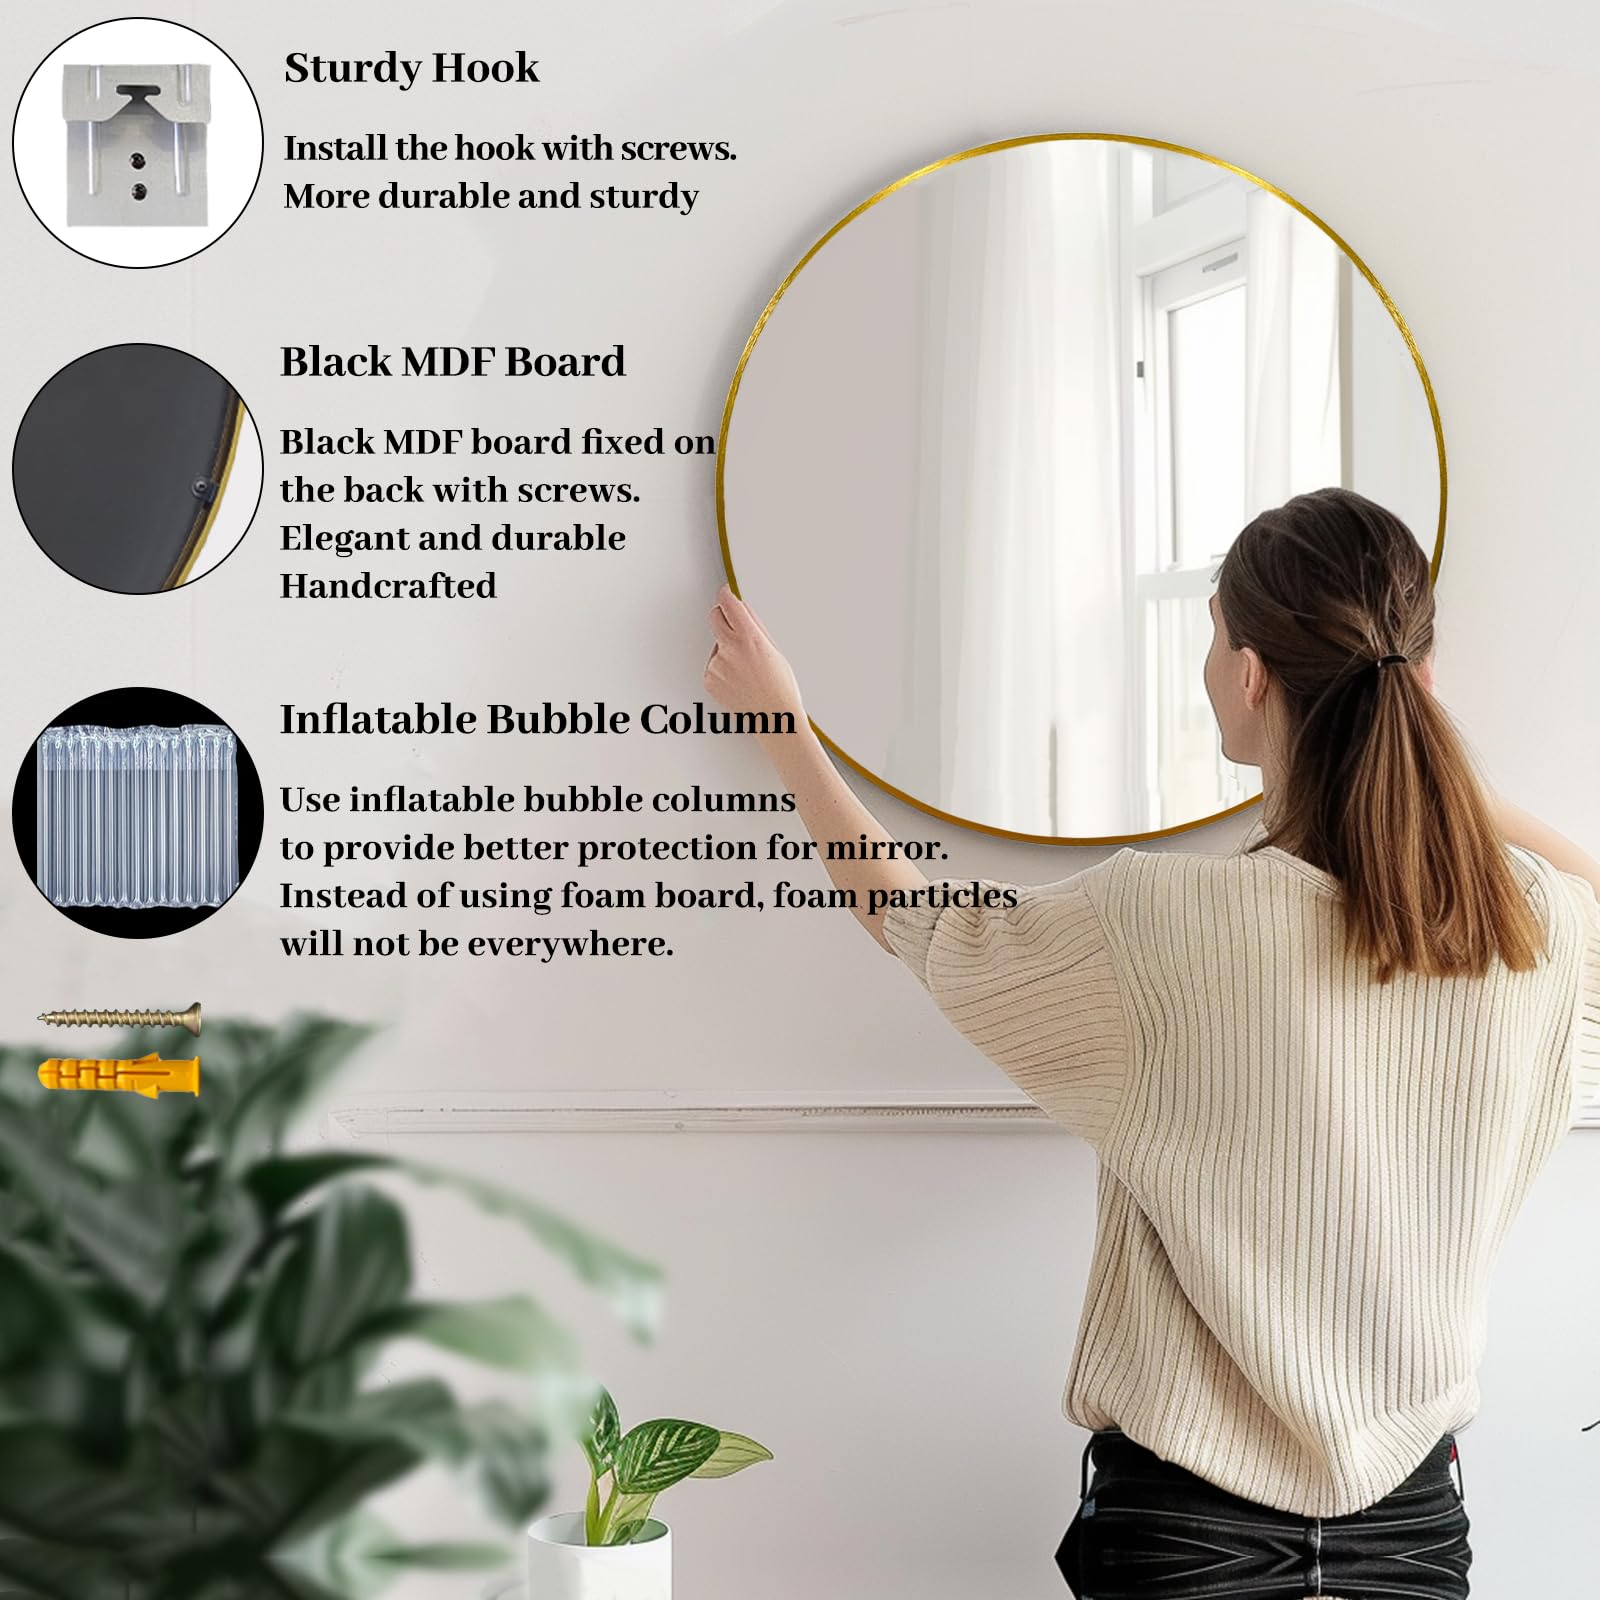 Sturdy Hook
Install the hook with screws.
More durable and sturdy
Black MDF Board
Black MDF board fixed on
the back with screws.
Elegant and durable
Handcrafted
Inflatable Bubble Column
Use inflatable bubble columns
to provide better protection for mirror.
Instead of using foam board, foam particles
will not be everywhere.